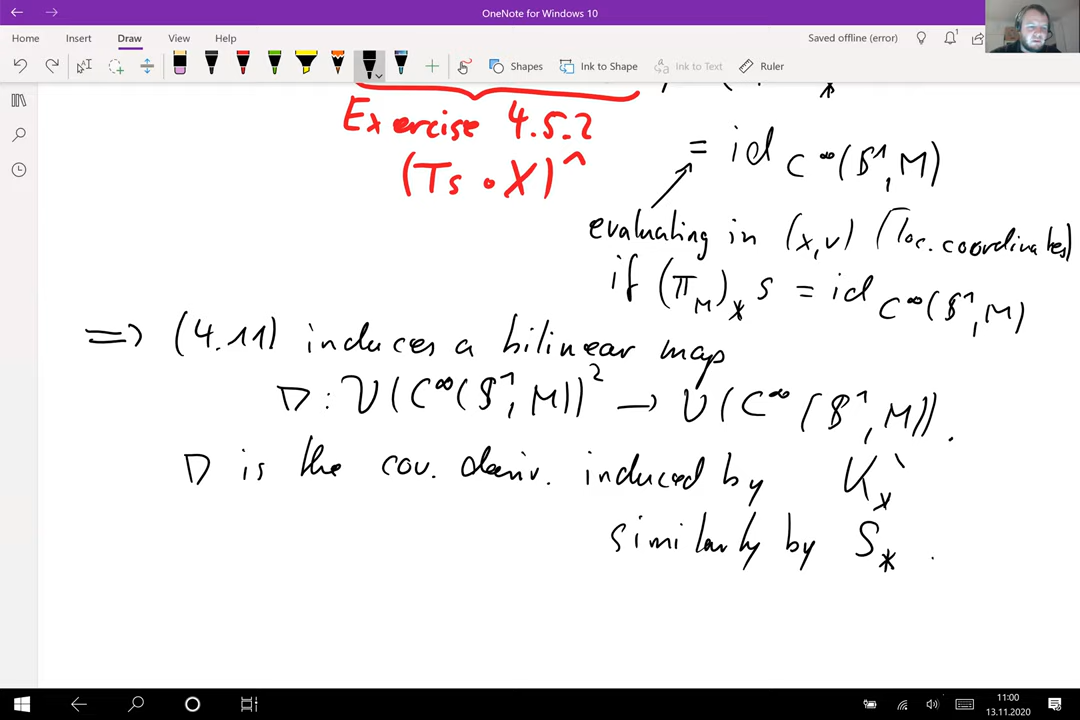 OneNote for Windows 10
Home Insert Draw View Help Saved offline (error)
Shapes Ink to Shape Ink to Text Ruler
Exercise 4.5.2
(Ts ∘ X)^
= id C^∞(𝕊^1, M)
evaluating in (x,v) (loc. coordinates)
if (π_M)_* s = id C^∞(𝕊^1, M)
⟹ (4.11) induces a bilinear map
∇ : 𝒱(C^∞(𝕊^1, M))^2 → 𝒱(C^∞(𝕊^1, M)).
∇ is the cov. deriv. induced by K_*
similarly by S_* .
11:00
13.11.2020